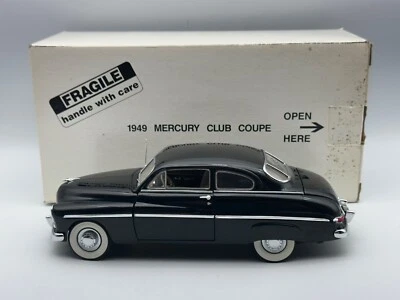 FRAGILE
handle with care
1949 MERCURY CLUB COUPE
OPEN
HERE